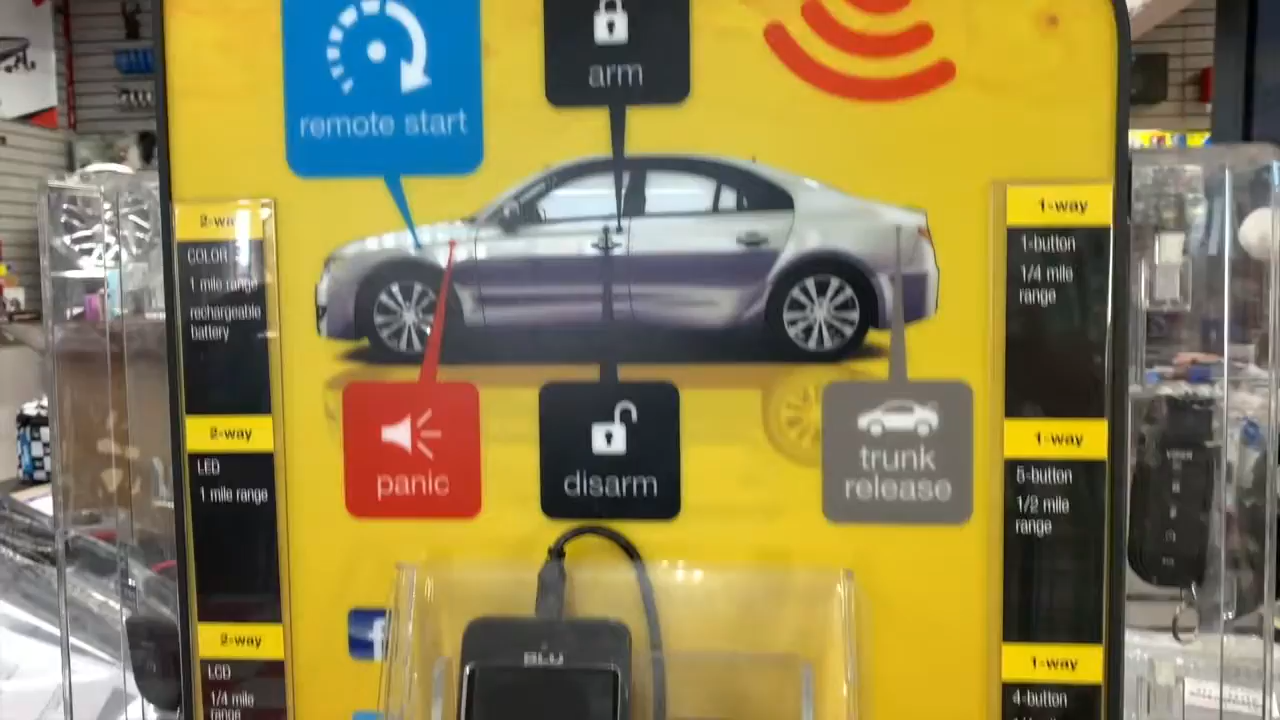 remote start
arm
2-way
COLOR
1 mile range
rechargeable
battery
2-way
LED
1 mile range
2-way
LCD
1/4 mile
range
panic
disarm
trunk
release
BLU
1-way
1-button
1/4 mile
range
1-way
5-button
1/2 mile
range
1-way
4-button
VIPER